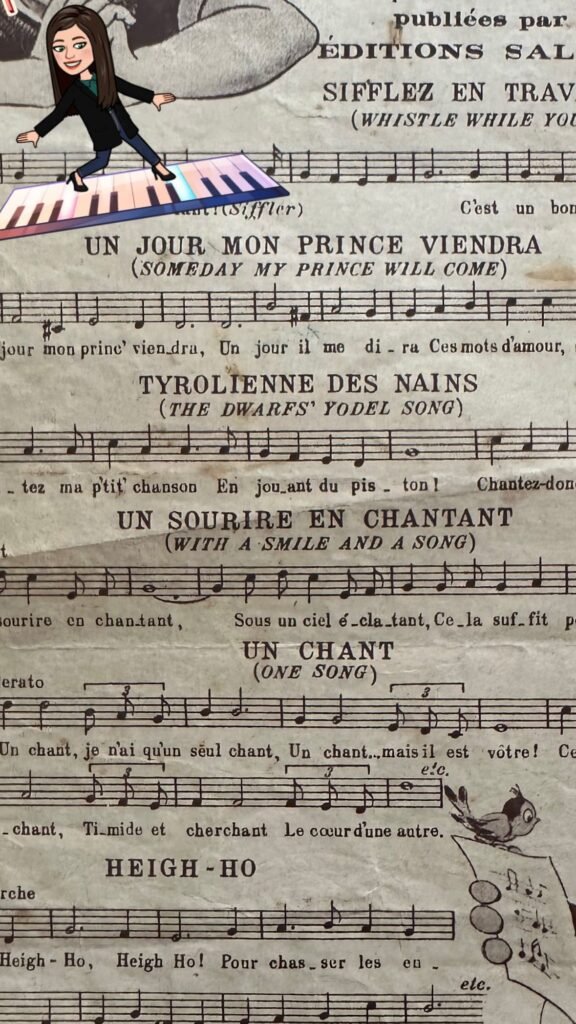 publiées par
ÉDITIONS SAL
SIFFLEZ EN TRAV
(WHISTLE WHILE YOU
(Siffler) C'est un bon
UN JOUR MON PRINCE VIENDRA
(SOMEDAY MY PRINCE WILL COME)
jour mon princ' vien_dra, Un jour il me di_ra Ces mots d'amour,
TYROLIENNE DES NAINS
(THE DWARFS' YODEL SONG)
_tez ma p'tit' chanson En jou_ant du pis_ton! Chantez-don
UN SOURIRE EN CHANTANT
(WITH A SMILE AND A SONG)
t
sourire en chan_tant, Sous un ciel é_cla_tant, Ce_la suf_fit p
UN CHANT
(ONE SONG)
erato
3 3
Un chant, je n'ai qu'un seul chant, Un chant.., mais il est vôtre! Ce
3 3 etc.
_chant, Ti_mide et cherchant Le cœur d'une autre.
HEIGH-HO
rche
Heigh-Ho, Heigh Ho! Pour chas_ser les en_
etc.